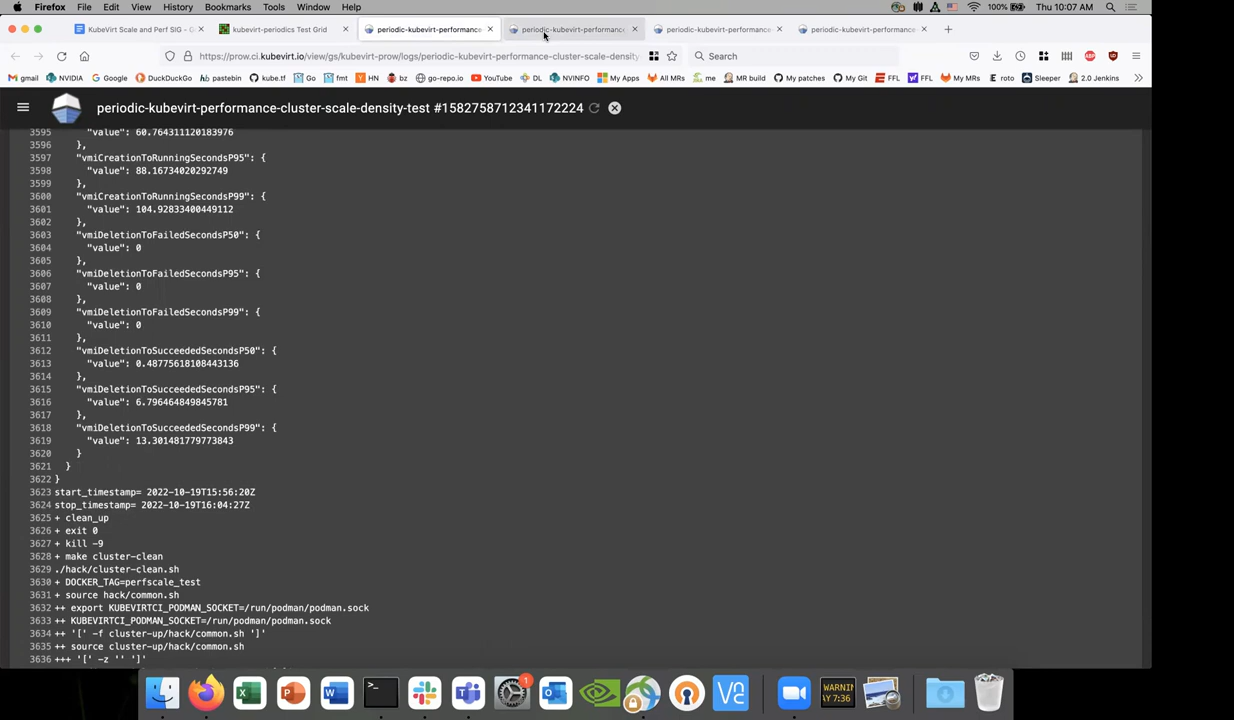 Firefox File Edit View History Bookmarks Tools Window Help 100% Thu 10:07 AM
KubeVirt Scale and Perf SIG - G × kubevirt-periodics Test Grid × periodic-kubevirt-performance × periodic-kubevirt-performance × periodic-kubevirt-performance × periodic-kubevirt-performance ×
https://prow.ci.kubevirt.io/view/gs/kubevirt-prow/logs/periodic-kubevirt-performance-cluster-scale-density Search
gmail NVIDIA Google DuckDuckGo pastebin kube.tf GCI fmt HN go-repo.io YouTube DL NVINFO My Apps All MRs me MR build My patches My Git FFL FFL My MRs roto Sleeper 2.0 Jenkins
periodic-kubevirt-performance-cluster-scale-density-test #1582758712341172224
3595 "value": 60.764311120183976
3596 },
3597 "vmiCreationToRunningSecondsP95": {
3598 "value": 88.16734020292749
3599 },
3600 "vmiCreationToRunningSecondsP99": {
3601 "value": 104.92833400449112
3602 },
3603 "vmiDeletionToFailedSecondsP50": {
3604 "value": 0
3605 },
3606 "vmiDeletionToFailedSecondsP95": {
3607 "value": 0
3608 },
3609 "vmiDeletionToFailedSecondsP99": {
3610 "value": 0
3611 },
3612 "vmiDeletionToSucceededSecondsP50": {
3613 "value": 0.48775618108443136
3614 },
3615 "vmiDeletionToSucceededSecondsP95": {
3616 "value": 6.796464849845781
3617 },
3618 "vmiDeletionToSucceededSecondsP99": {
3619 "value": 13.301481779773843
3620 }
3621 }
3622 }
3623 start_timestamp= 2022-10-19T15:56:20Z
3624 stop_timestamp= 2022-10-19T16:04:27Z
3625 + clean_up
3626 + exit 0
3627 + kill -9
3628 + make cluster-clean
3629 ./hack/cluster-clean.sh
3630 + DOCKER_TAG=perfscale_test
3631 + source hack/common.sh
3632 ++ export KUBEVIRTCI_PODMAN_SOCKET=/run/podman/podman.sock
3633 ++ KUBEVIRTCI_PODMAN_SOCKET=/run/podman/podman.sock
3634 ++ '[' -f cluster-up/hack/common.sh ']'
3635 ++ source cluster-up/hack/common.sh
3636 +++ '[' -z '' ']'
1
WARNIN
Y 7:36